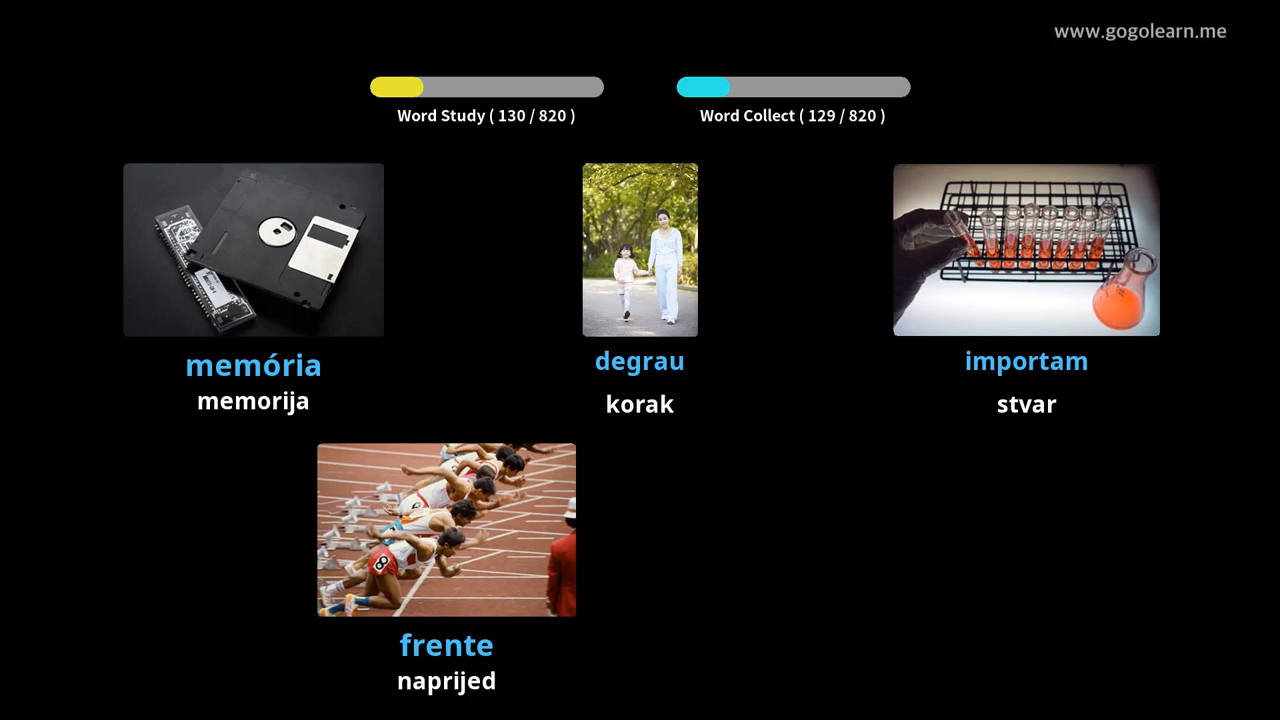 www.gogolearn.me
Word Study ( 130 / 820 )
Word Collect ( 129 / 820 )
memória
memorija
degrau
korak
importam
stvar
frente
naprijed